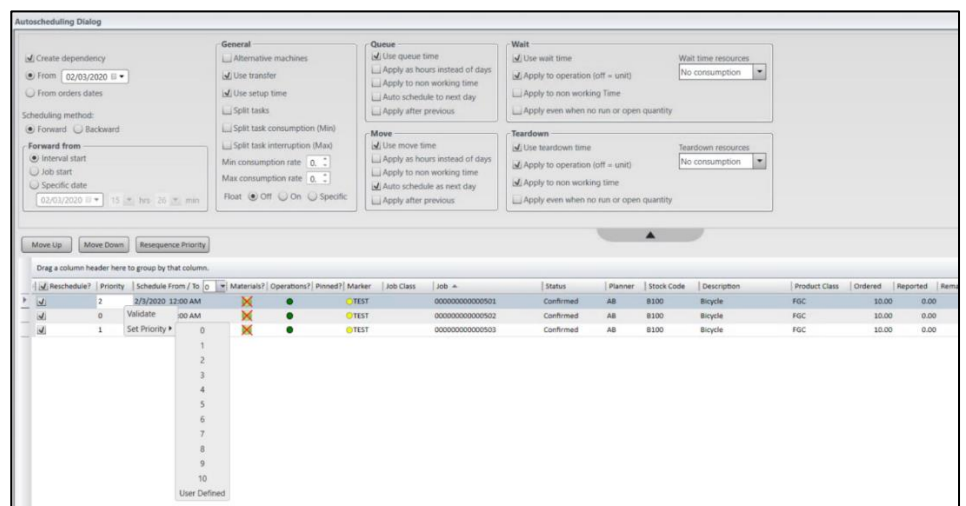 Autoscheduling Dialog
Create dependency
From 02/03/2020
From orders dates
Scheduling method:
Forward Backward
Forward from
Interval start
Job start
Specific date
02/03/2020 15 hrs 26 min
General
Alternative machines
Use transfer
Use setup time
Split tasks
Split task consumption (Min)
Split task interruption (Max)
Min consumption rate 0.
Max consumption rate 0.
Float Off On Specific
Queue
Use queue time
Apply as hours instead of days
Apply to non working time
Auto schedule to next day
Apply after previous
Move
Use move time
Apply as hours instead of days
Apply to non working time
Auto schedule as next day
Apply after previous
Wait
Use wait time
Wait time resources
Apply to operation (off = unit)
No consumption
Apply to non working Time
Apply even when no run or open quantity
Teardown
Use teardown time
Teardown resources
Apply to operation (off = unit)
No consumption
Apply to non working time
Apply even when no run or open quantity
Move Up Move Down Resequence Priority
Drag a column header here to group by that column.
Reschedule? Priority Schedule From / To 0 Materials? Operations? Pinned? Marker Job Class Job Status Planner Stock Code Description Product Class Ordered Reported Rema
2 2/3/2020 12:00 AM TEST 000000000000501 Confirmed AB B100 Bicycle FGC 10.00 0.00
0 :00 AM TEST 000000000000502 Confirmed AB B100 Bicycle FGC 10.00 0.00
1 TEST 000000000000503 Confirmed AB B100 Bicycle FGC 10.00 0.00
Validate
Set Priority
0
1
2
3
4
5
6
7
8
9
10
User Defined